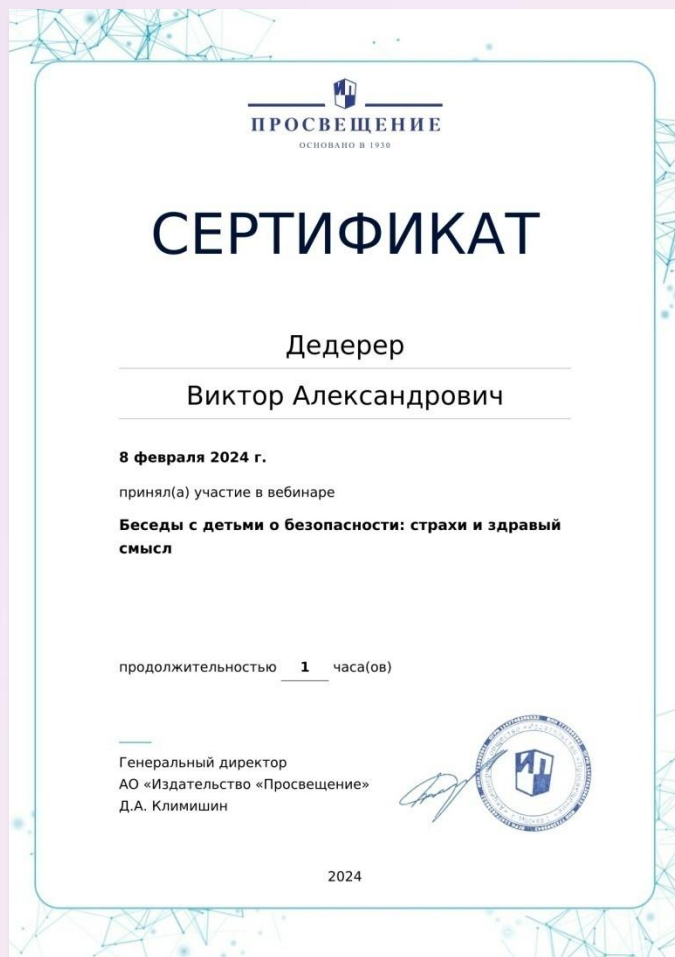 ПРОСВЕЩЕНИЕ
ОСНОВАНО В 1930
СЕРТИФИКАТ
Дедерер
Виктор Александрович
8 февраля 2024 г.
принял(а) участие в вебинаре
Беседы с детьми о безопасности: страхи и здравый
смысл
продолжительностью 1 часа(ов)
Генеральный директор
АО «Издательство «Просвещение»
Д.А. Климишин
ИП
2024